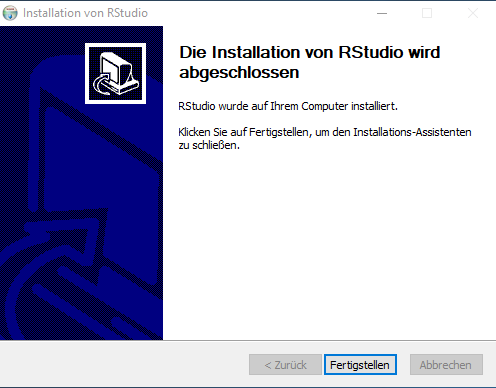 Installation von RStudio
Die Installation von RStudio wird
abgeschlossen
RStudio wurde auf Ihrem Computer installiert.
Klicken Sie auf Fertigstellen, um den Installations-Assistenten
zu schließen.
< Zurück
Fertigstellen
Abbrechen